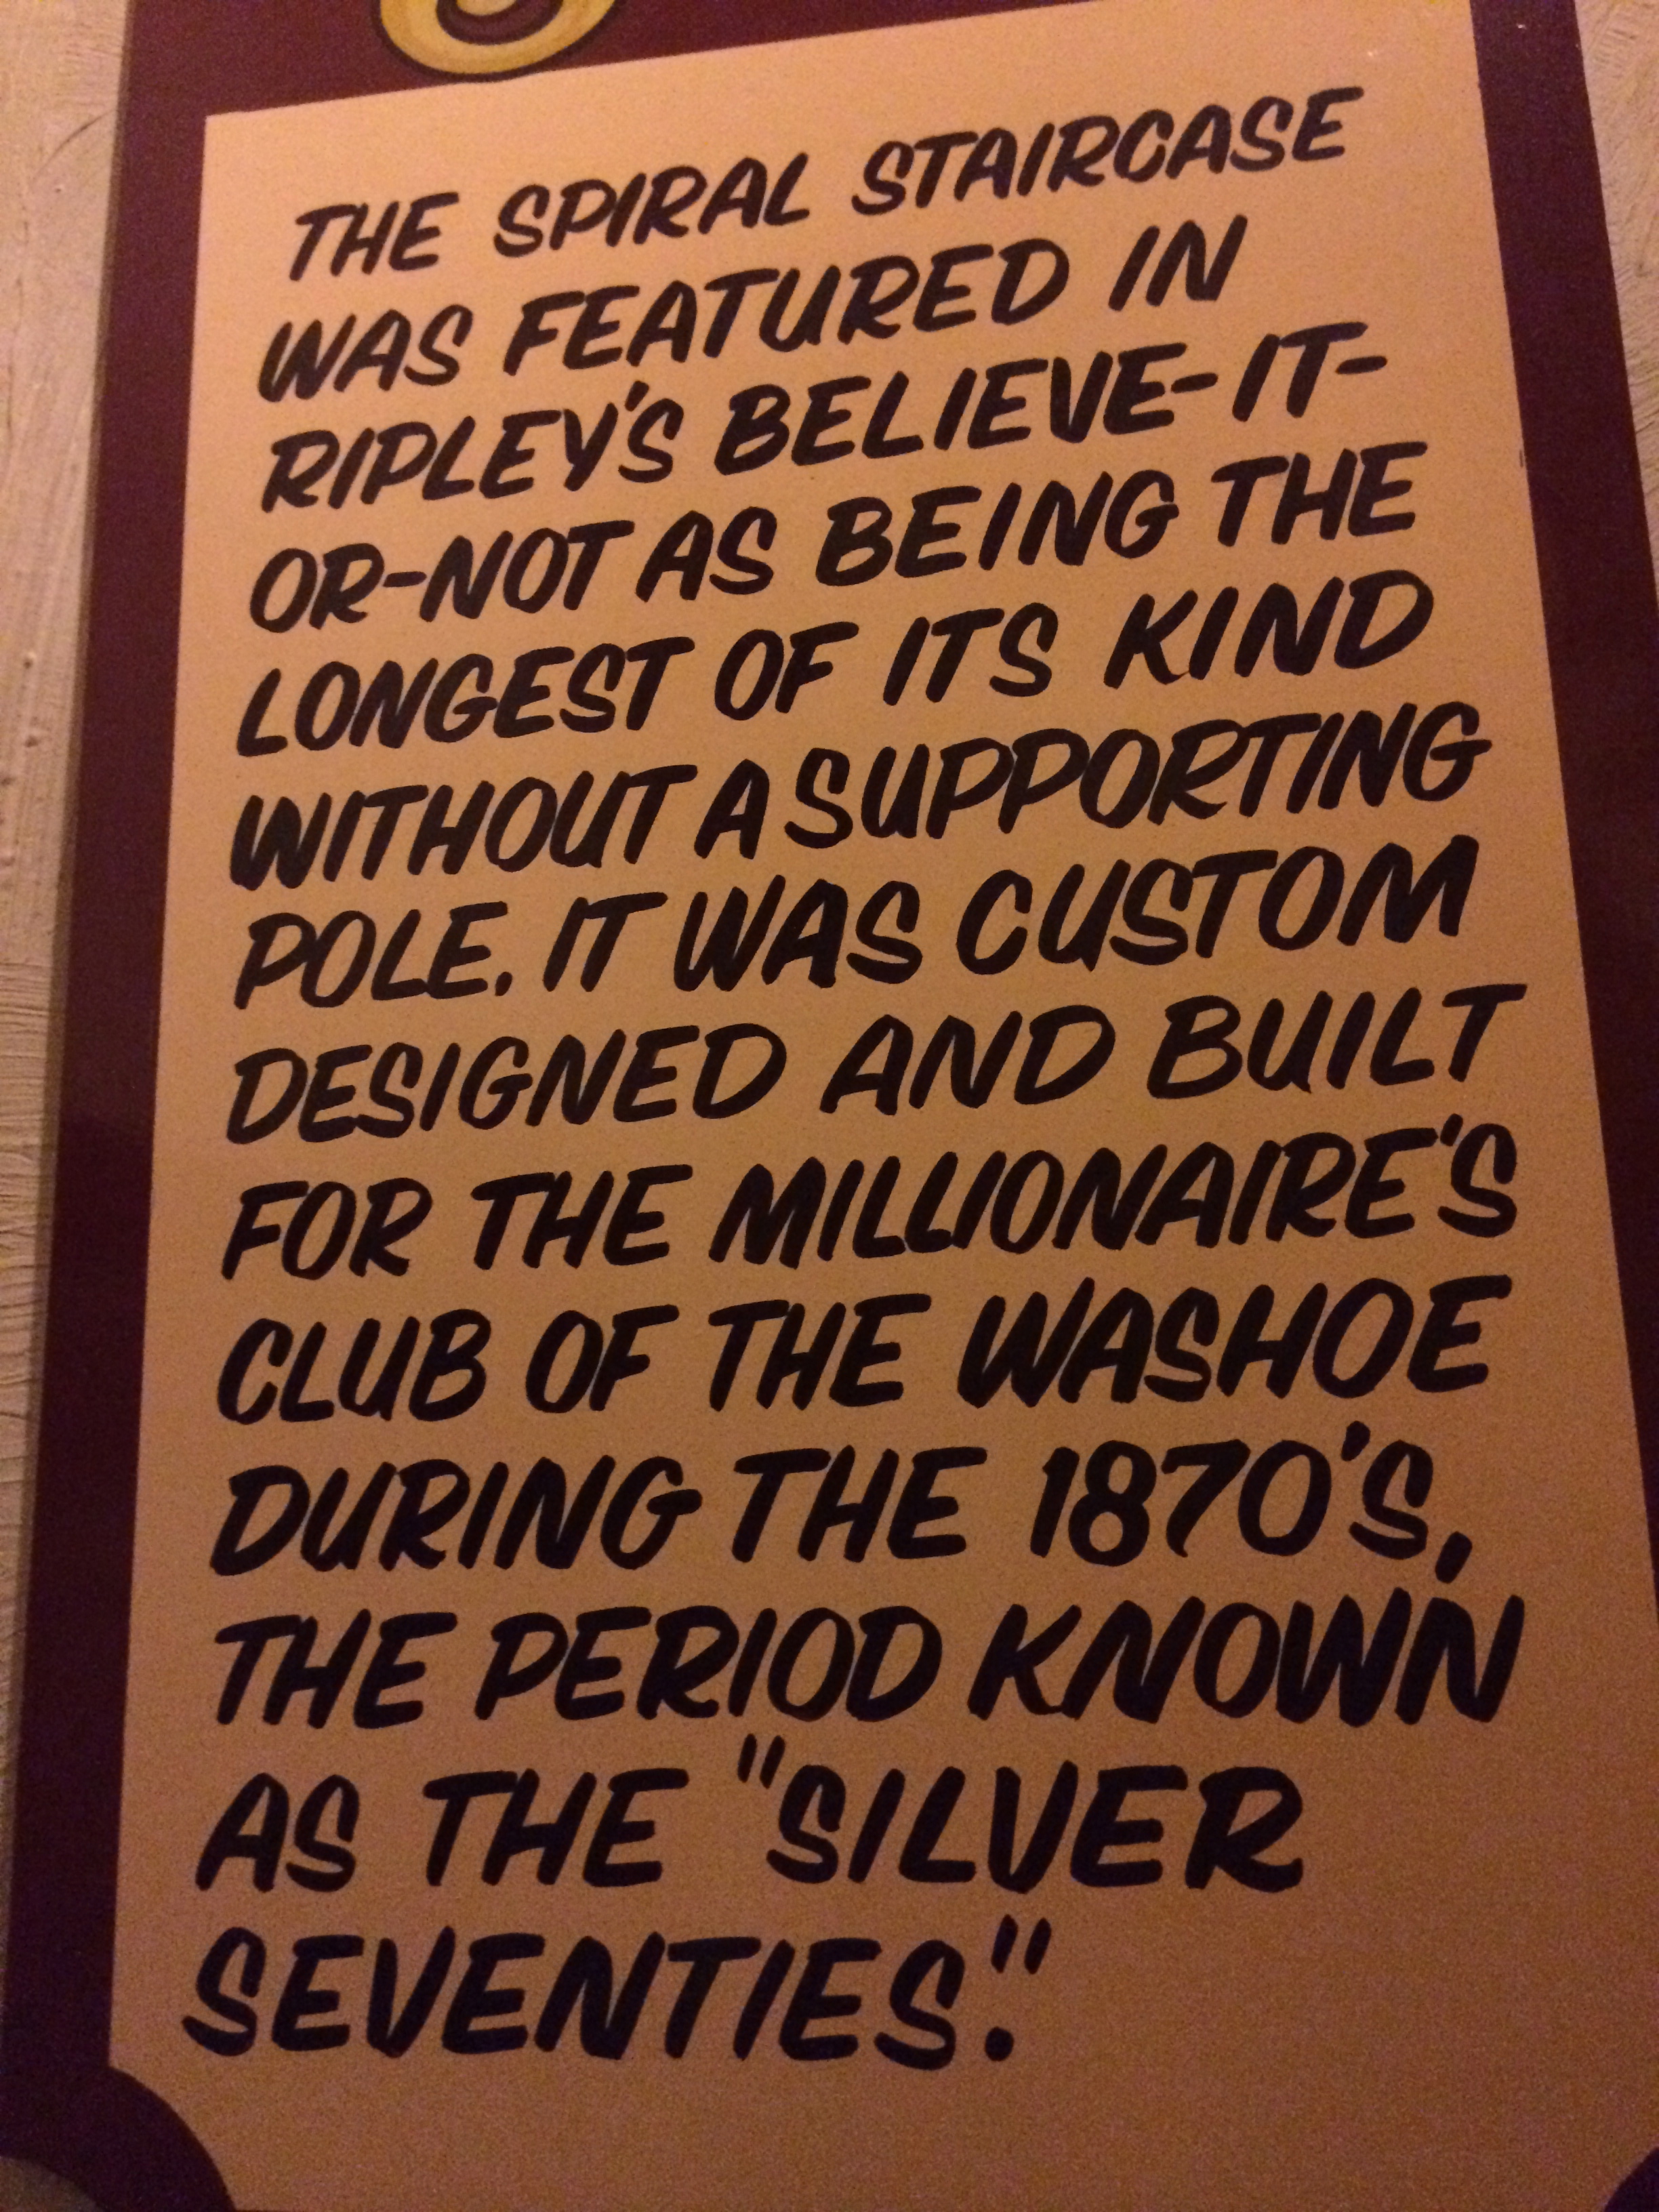 THE SPIRAL STAIRCASE
WAS FEATURED IN
RIPLEY'S BELIEVE-IT-
OR-NOT AS BEING THE
LONGEST OF ITS KIND
WITHOUT A SUPPORTING
POLE. IT WAS CUSTOM
DESIGNED AND BUILT
FOR THE MILLIONAIRE'S
CLUB OF THE WASHOE
DURING THE 1870'S,
THE PERIOD KNOWN
AS THE "SILVER
SEVENTIES."